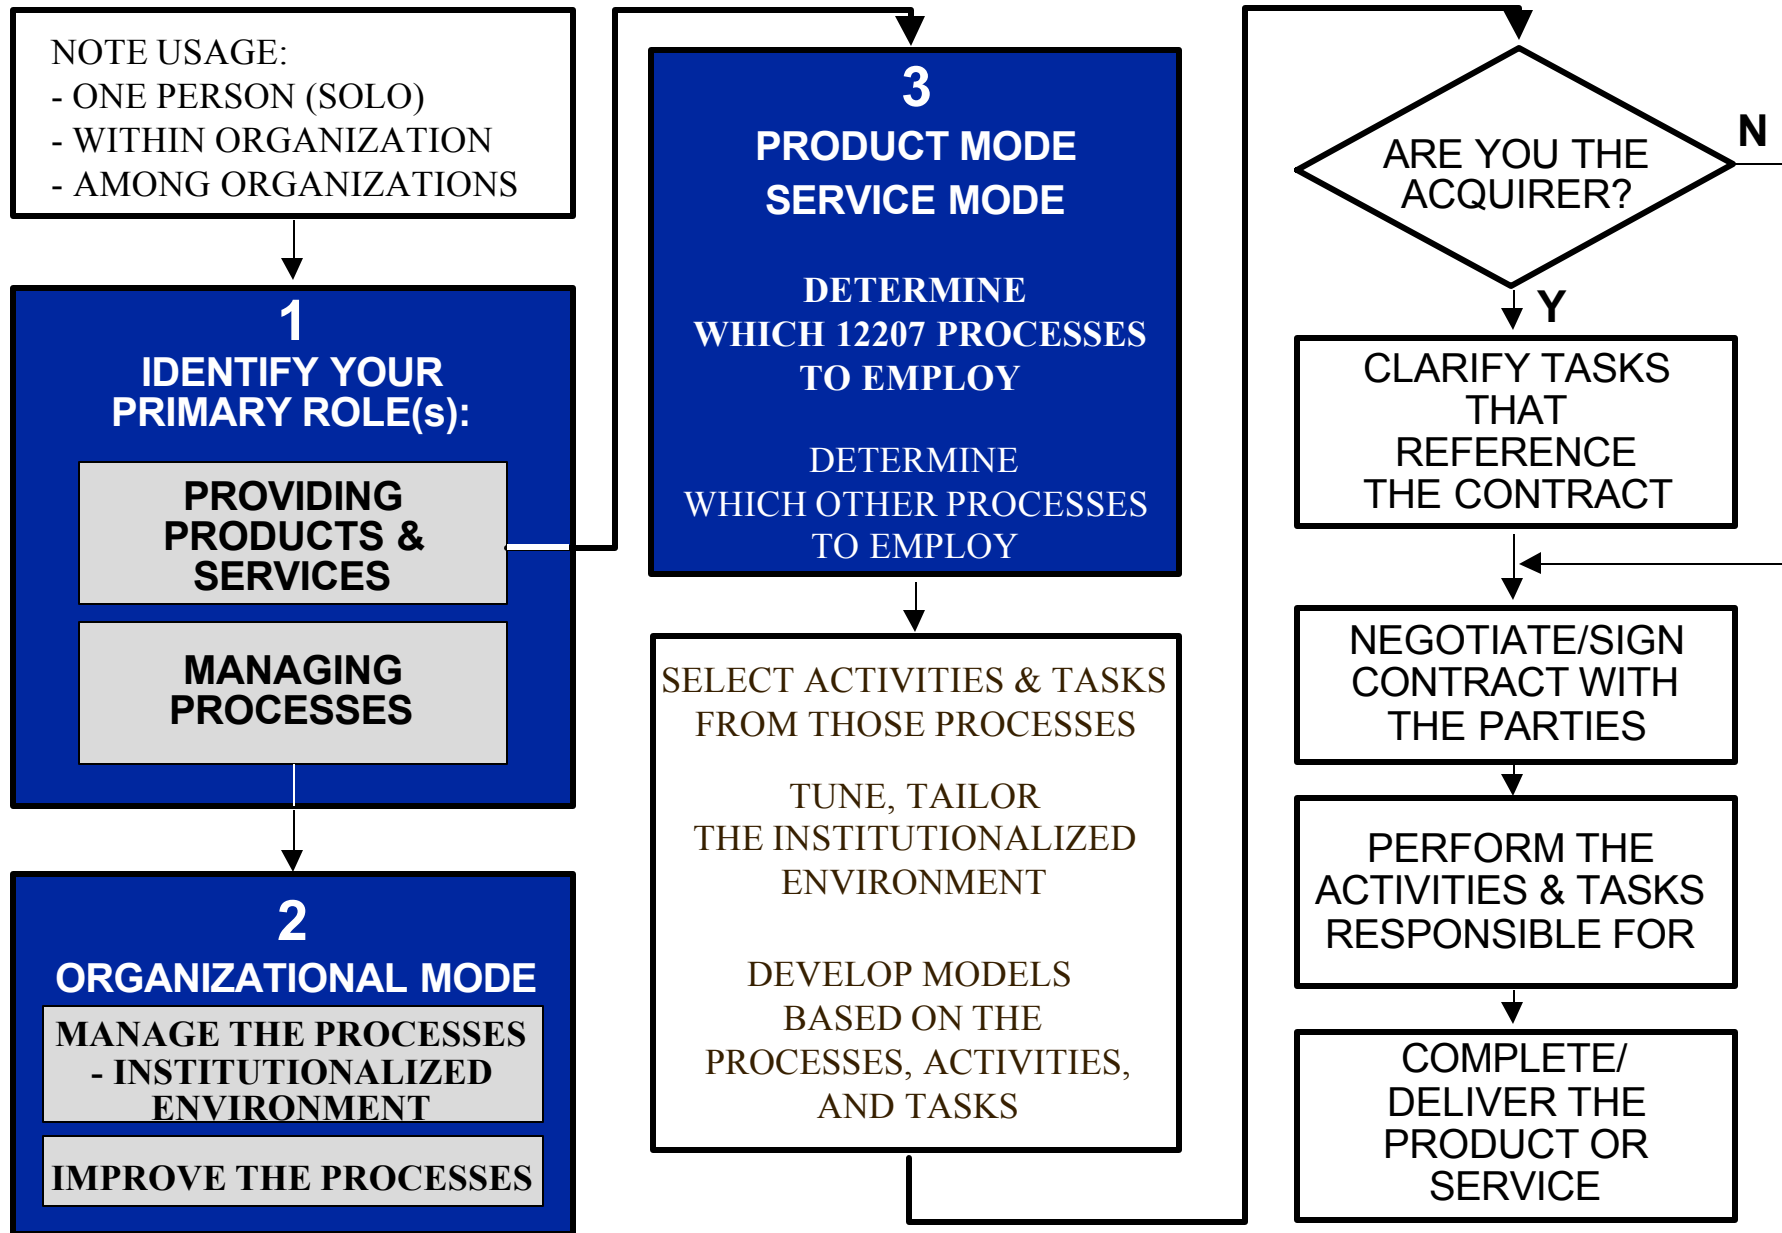 NOTE USAGE:
- ONE PERSON (SOLO)
- WITHIN ORGANIZATION
- AMONG ORGANIZATIONS
1
IDENTIFY YOUR
PRIMARY ROLE(s):
PROVIDING
PRODUCTS &
SERVICES
MANAGING
PROCESSES
2
ORGANIZATIONAL MODE
MANAGE THE PROCESSES
- INSTITUTIONALIZED
ENVIRONMENT
IMPROVE THE PROCESSES
3
PRODUCT MODE
SERVICE MODE
DETERMINE
WHICH 12207 PROCESSES
TO EMPLOY
DETERMINE
WHICH OTHER PROCESSES
TO EMPLOY
SELECT ACTIVITIES & TASKS
FROM THOSE PROCESSES
TUNE, TAILOR
THE INSTITUTIONALIZED
ENVIRONMENT
DEVELOP MODELS
BASED ON THE
PROCESSES, ACTIVITIES,
AND TASKS
ARE YOU THE
ACQUIRER?
N
Y
CLARIFY TASKS
THAT
REFERENCE
THE CONTRACT
NEGOTIATE/SIGN
CONTRACT WITH
THE PARTIES
PERFORM THE
ACTIVITIES & TASKS
RESPONSIBLE FOR
COMPLETE/
DELIVER THE
PRODUCT OR
SERVICE